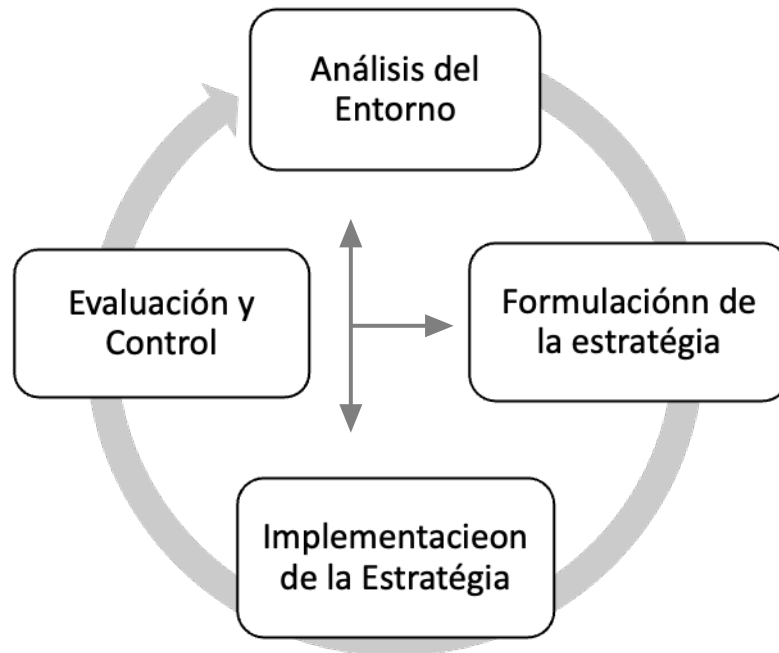 Análisis del
Entorno
Formulaciónn de
la estratégia
Implementacieon
de la Estratégia
Evaluación y
Control